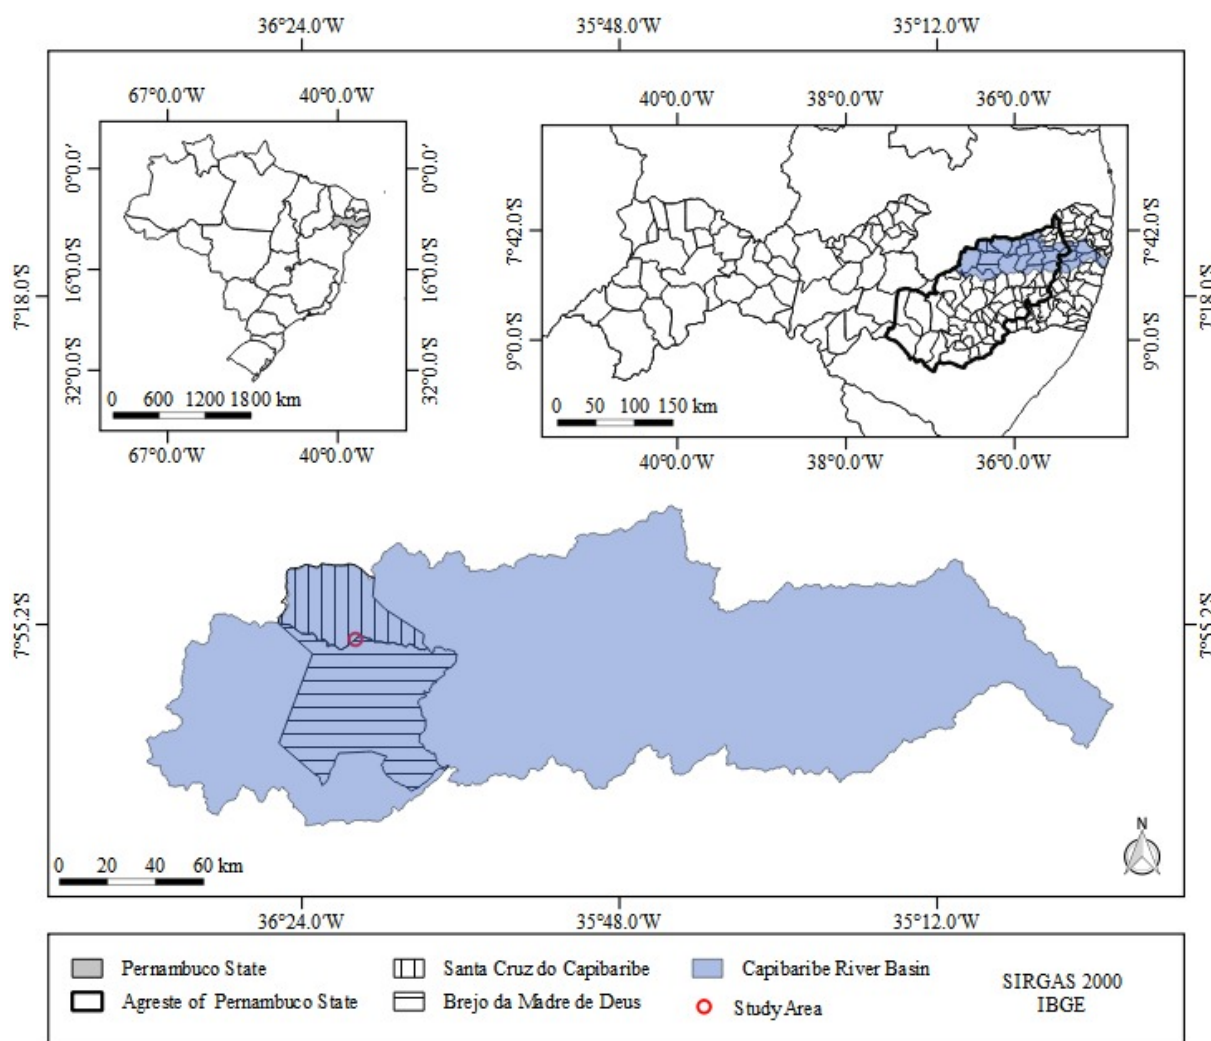 36°24.0′W 35°48.0′W 35°12.0′W
67°0.0′W 40°0.0′W
40°0.0′W 38°0.0′W 36°0.0′W
0°0.0′ 0°0.0′
16°0.0′S 16°0.0′S
32°0.0′S 32°0.0′S
7°42.0′S 7°42.0′S
9°0.0′S 9°0.0′S
7°18.0′S 7°18.0′S
0 600 1200 1800 km
0 50 100 150 km
67°0.0′W 40°0.0′W
40°0.0′W 38°0.0′W 36°0.0′W
7°55.2′S 7°55.2′S
N
0 20 40 60 km
36°24.0′W 35°48.0′W 35°12.0′W
Pernambuco State
Agreste of Pernambuco State
Santa Cruz do Capibaribe
Brejo da Madre de Deus
Capibaribe River Basin
Study Area
SIRGAS 2000
IBGE